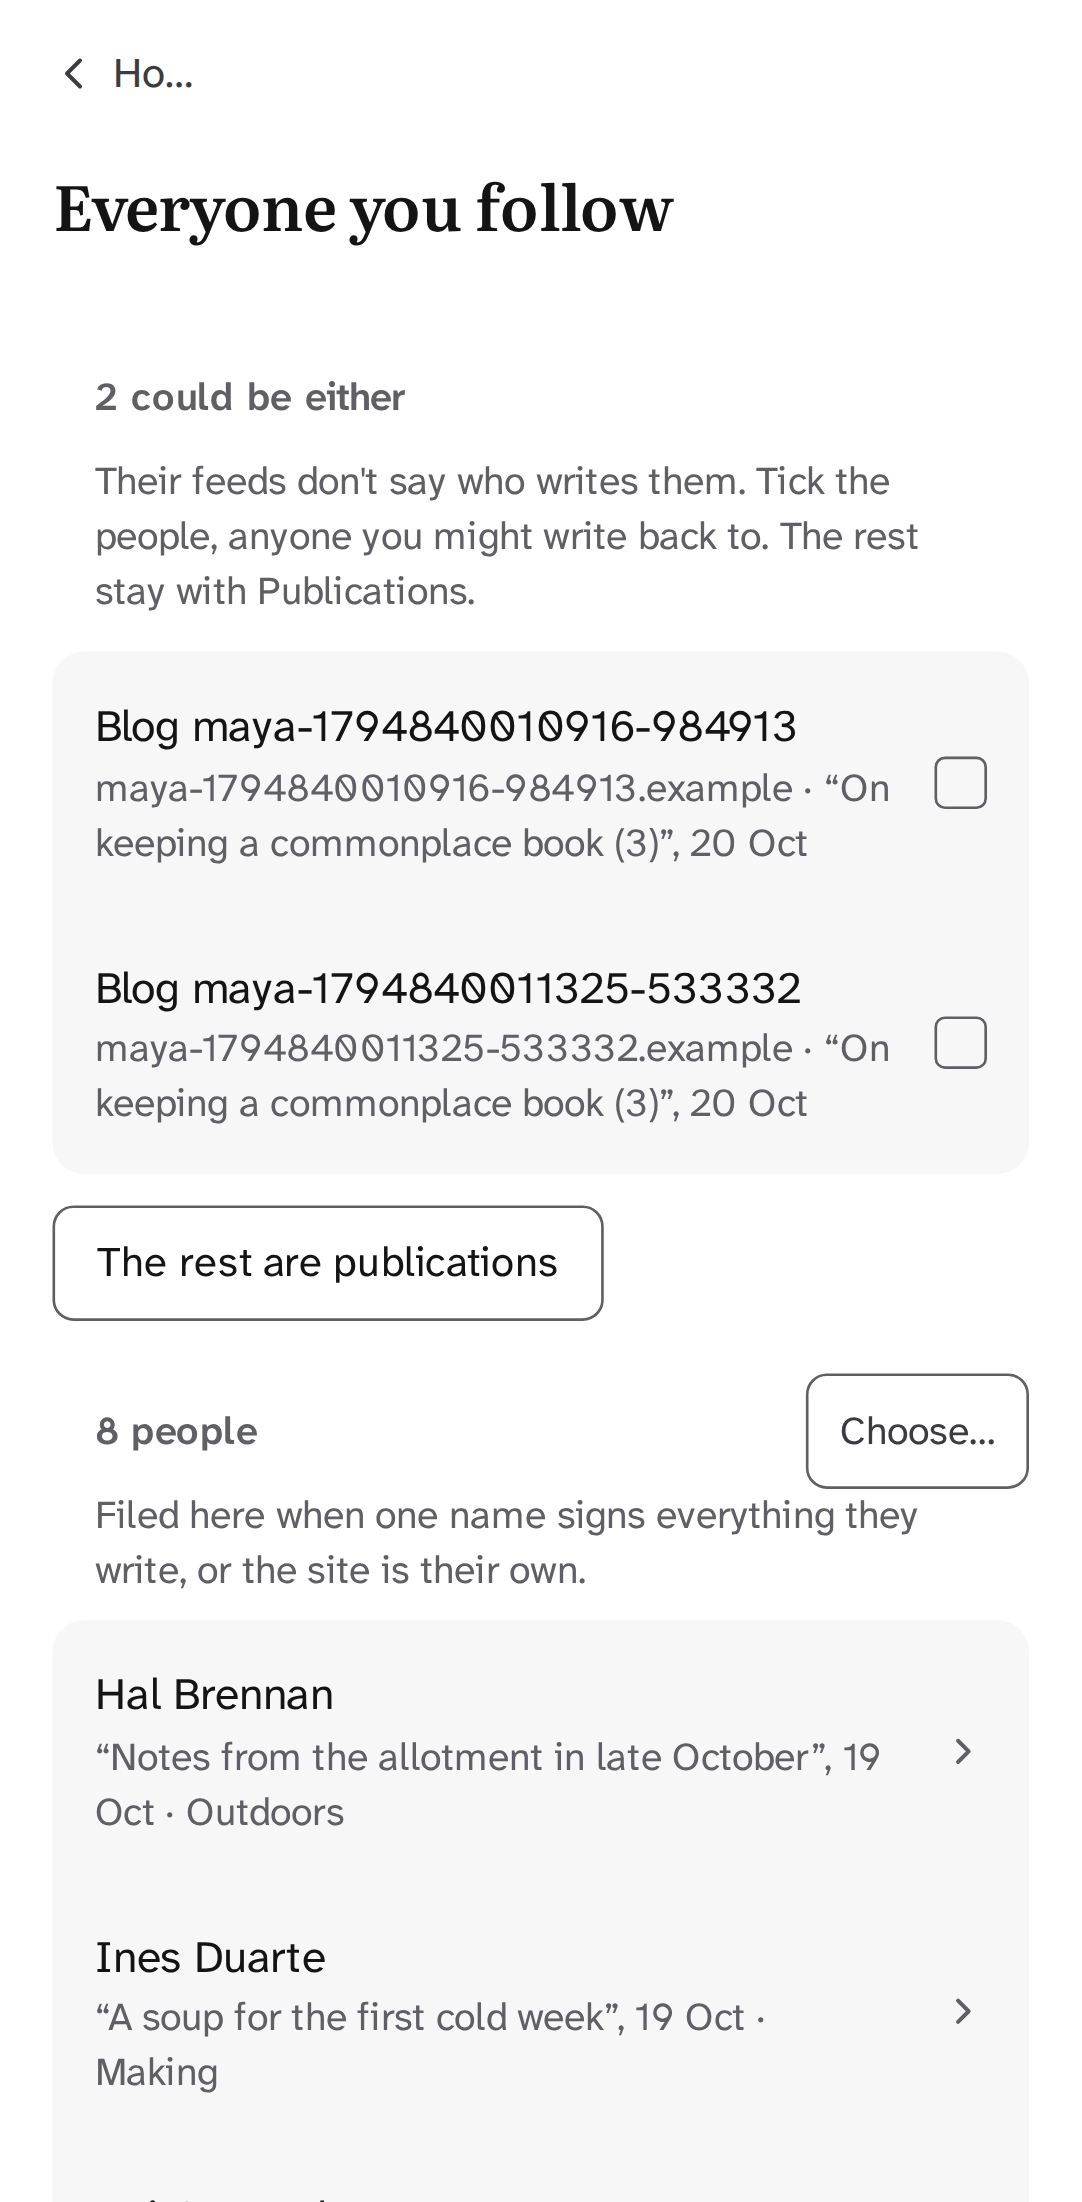 Ho...
Everyone you follow
2 could be either
Their feeds don't say who writes them. Tick the
people, anyone you might write back to. The rest
stay with Publications.
Blog maya-1794840010916-984913
maya-1794840010916-984913.example · “On
keeping a commonplace book (3)”, 20 Oct
Blog maya-1794840011325-533332
maya-1794840011325-533332.example · “On
keeping a commonplace book (3)”, 20 Oct
The rest are publications
8 people
Choose...
Filed here when one name signs everything they
write, or the site is their own.
Hal Brennan
“Notes from the allotment in late October”, 19
Oct · Outdoors
Ines Duarte
“A soup for the first cold week”, 19 Oct ·
Making